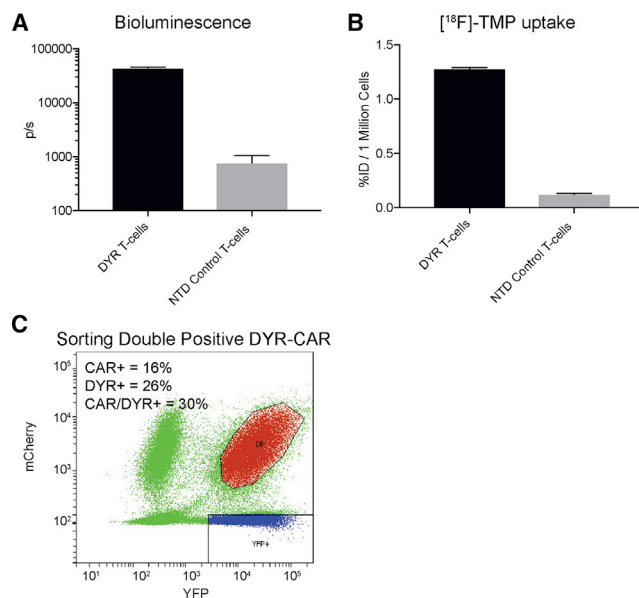 A
Bioluminescence
100000
10000
1000
100
p/s
DYR T-cells
NTD Control T-cells
B
[¹⁸F]-TMP uptake
1.5
1.0
0.5
0.0
%ID / 1 Million Cells
DYR T-cells
NTD Control T-cells
C
Sorting Double Positive DYR-CAR
CAR+ = 16%
DYR+ = 26%
CAR/DYR+ = 30%
10⁵
10⁴
10³
10²
mCherry
DP
YFP+
10¹ 10² 10³ 10⁴ 10⁵
YFP